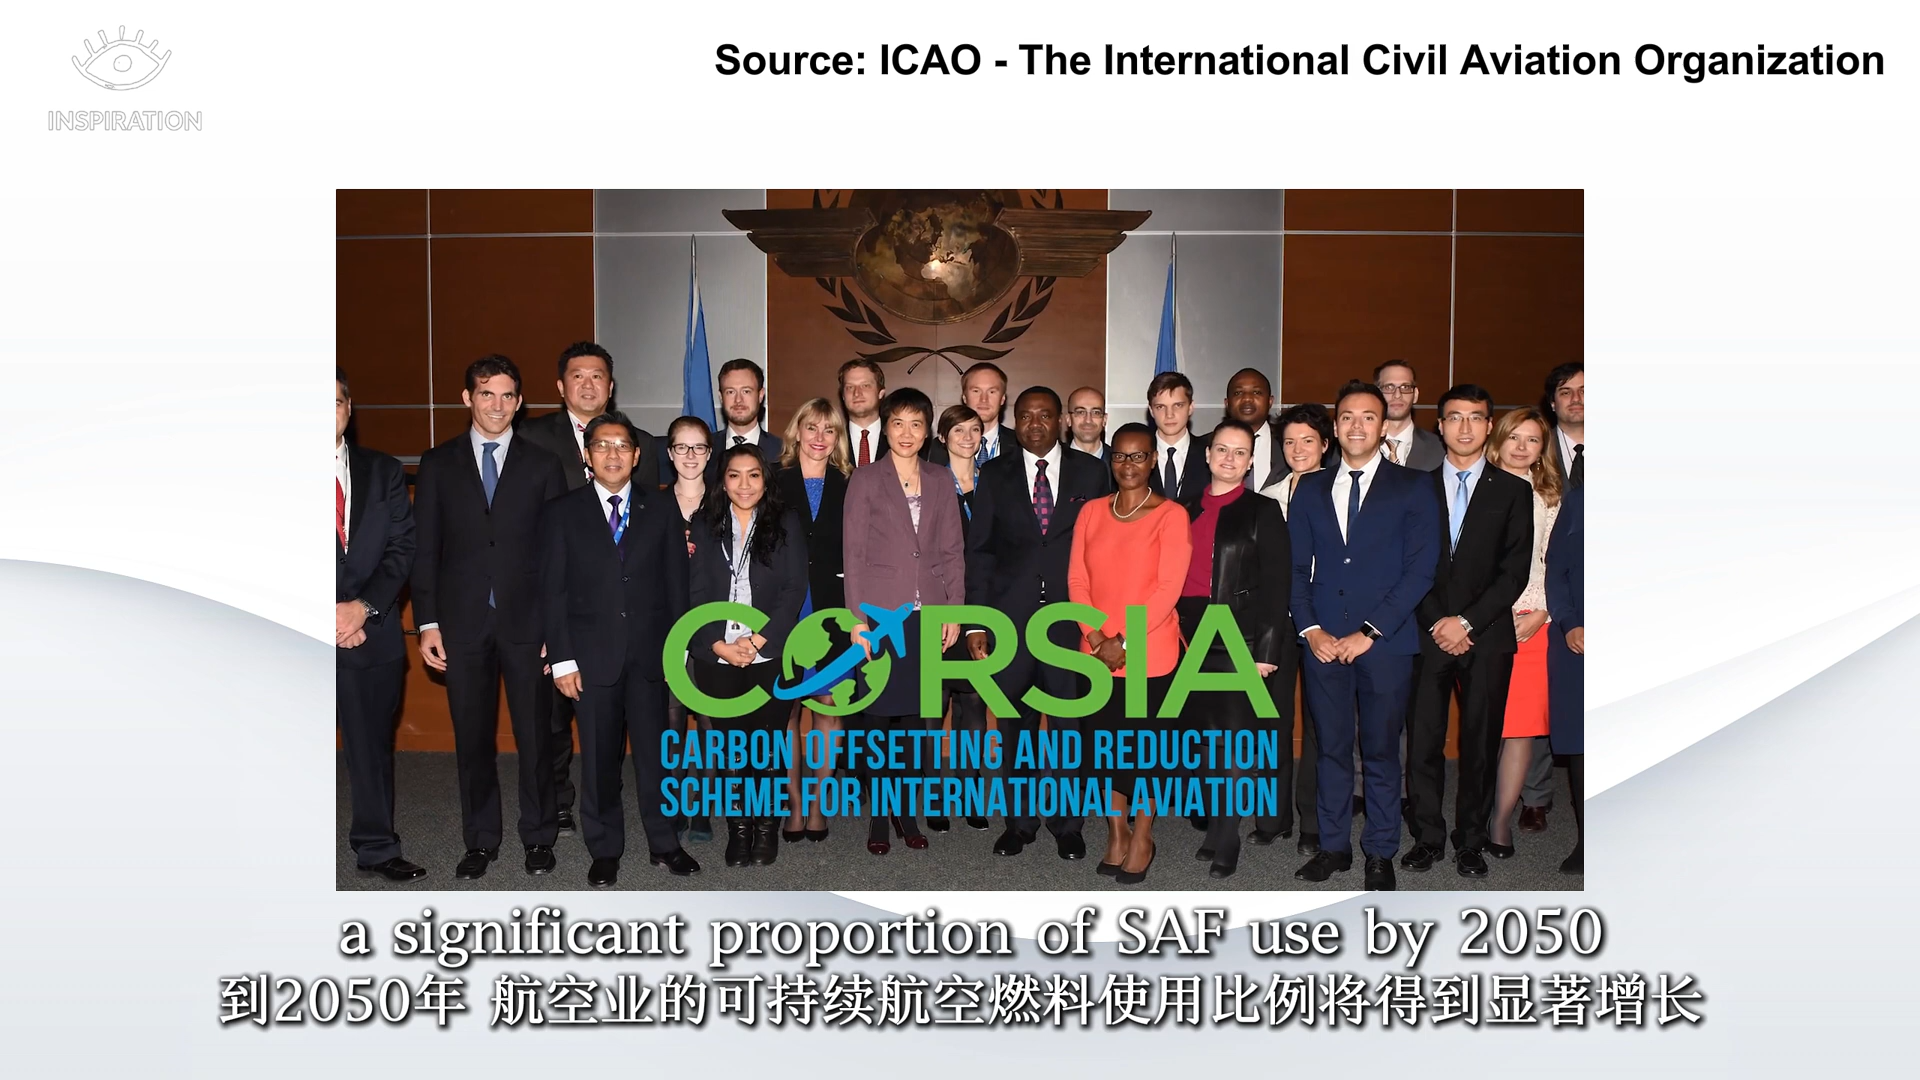 INSPIRATION
Source: ICAO - The International Civil Aviation Organization
CORSIA
CARBON OFFSETTING AND REDUCTION
SCHEME FOR INTERNATIONAL AVIATION
a significant proportion of SAF use by 2050
到2050年 航空业的可持续航空燃料使用比例将得到显著增长